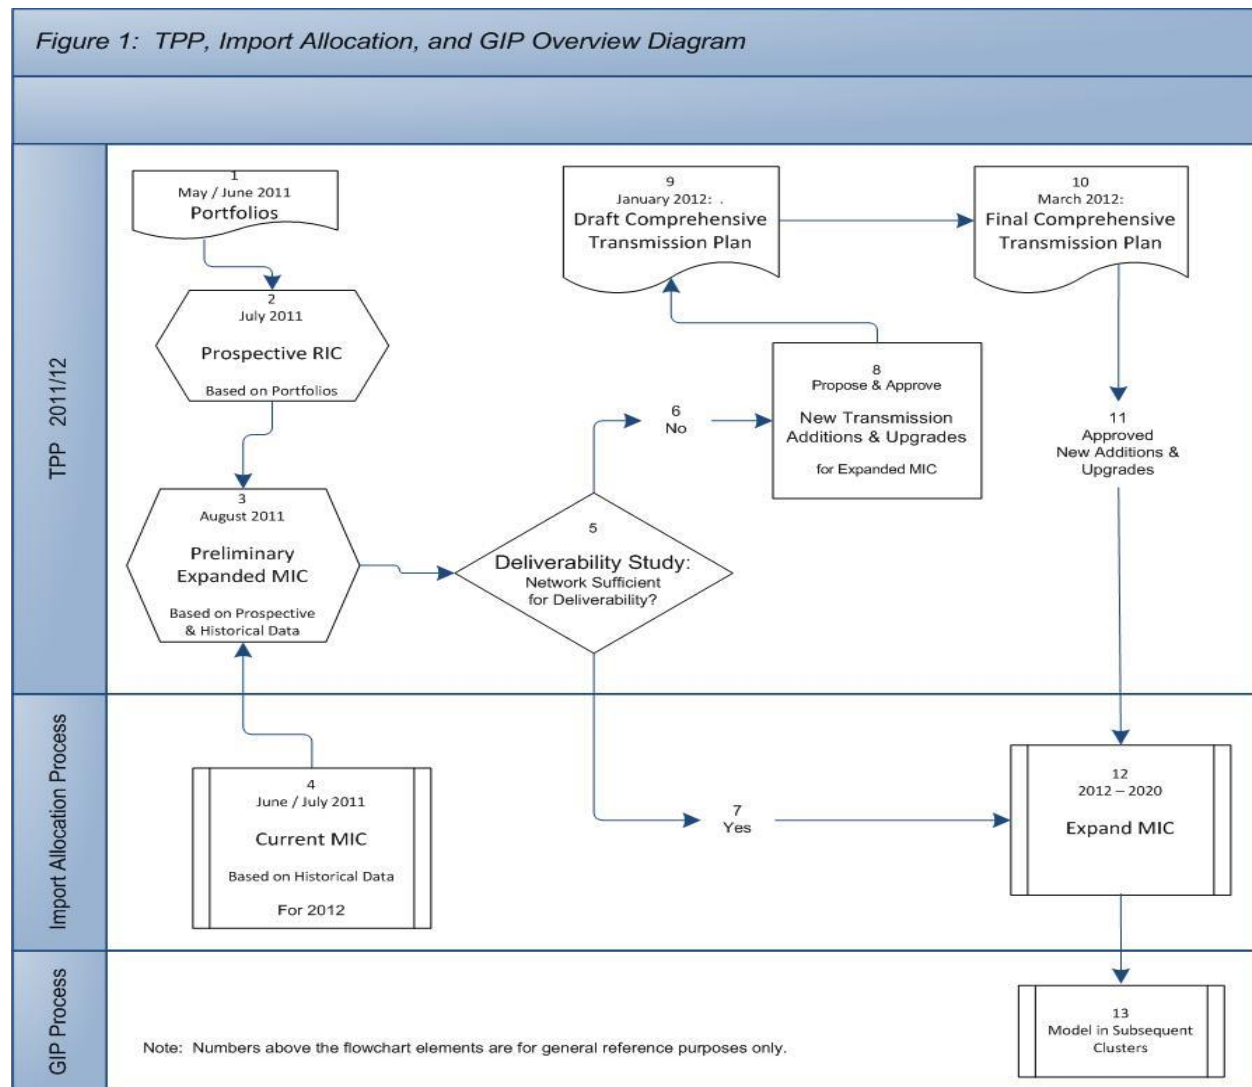 Figure 1: TPP, Import Allocation, and GIP Overview Diagram
TPP 2011/12
1
May / June 2011
Portfolios
2
July 2011
Prospective RIC
Based on Portfolios
3
August 2011
Preliminary
Expanded MIC
Based on Prospective
& Historical Data
5
Deliverability Study:
Network Sufficient
for Deliverability?
6
No
8
Propose & Approve
New Transmission
Additions & Upgrades
for Expanded MIC
9
January 2012: .
Draft Comprehensive
Transmission Plan
10
March 2012:
Final Comprehensive
Transmission Plan
11
Approved
New Additions &
Upgrades
Import Allocation Process
4
June / July 2011
Current MIC
Based on Historical Data
For 2012
7
Yes
12
2012 – 2020
Expand MIC
GIP Process
13
Model in Subsequent
Clusters
Note: Numbers above the flowchart elements are for general reference purposes only.